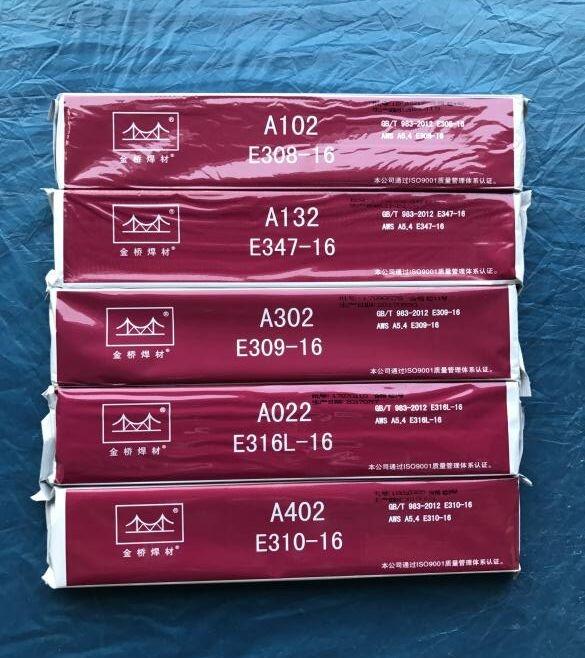 金桥焊材®
A102
E308-16
GB/T 983-2012 E308-16
AWS A5.4 E308-16
本公司通过ISO9001质量管理体系认证。
金桥焊材®
A132
E347-16
GB/T 983-2012 E347-16
AWS A5.4 E347-16
本公司通过ISO9001质量管理体系认证。
金桥焊材®
A302
E309-16
GB/T 983-2012 E309-16
AWS A5.4 E309-16
本公司通过ISO9001质量管理体系认证。
金桥焊材®
A022
E316L-16
GB/T 983-2012 E316L-16
AWS A5.4 E316L-16
本公司通过ISO9001质量管理体系认证。
金桥焊材®
A402
E310-16
GB/T 983-2012 E310-16
AWS A5.4 E310-16
本公司通过ISO9001质量管理体系认证。